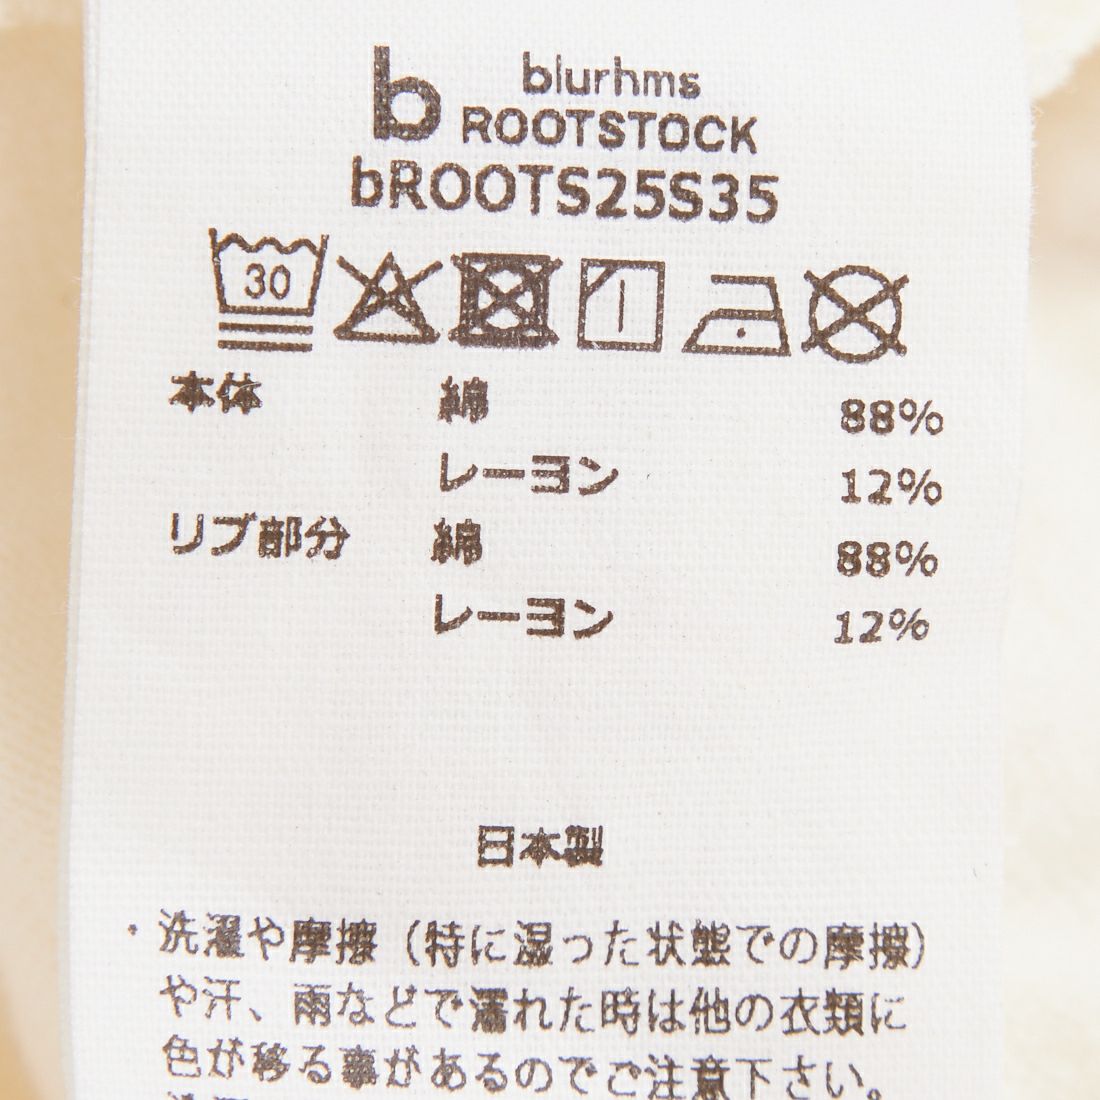 b blurhms
ROOTSTOCK
bROOTS25S35
30
本体 綿 88%
レーヨン 12%
リブ部分 綿 88%
レーヨン 12%
日本製
・洗濯や摩擦（特に湿った状態での摩擦）
や汗、雨などで濡れた時は他の衣類に
色が移る事があるのでご注意下さい。